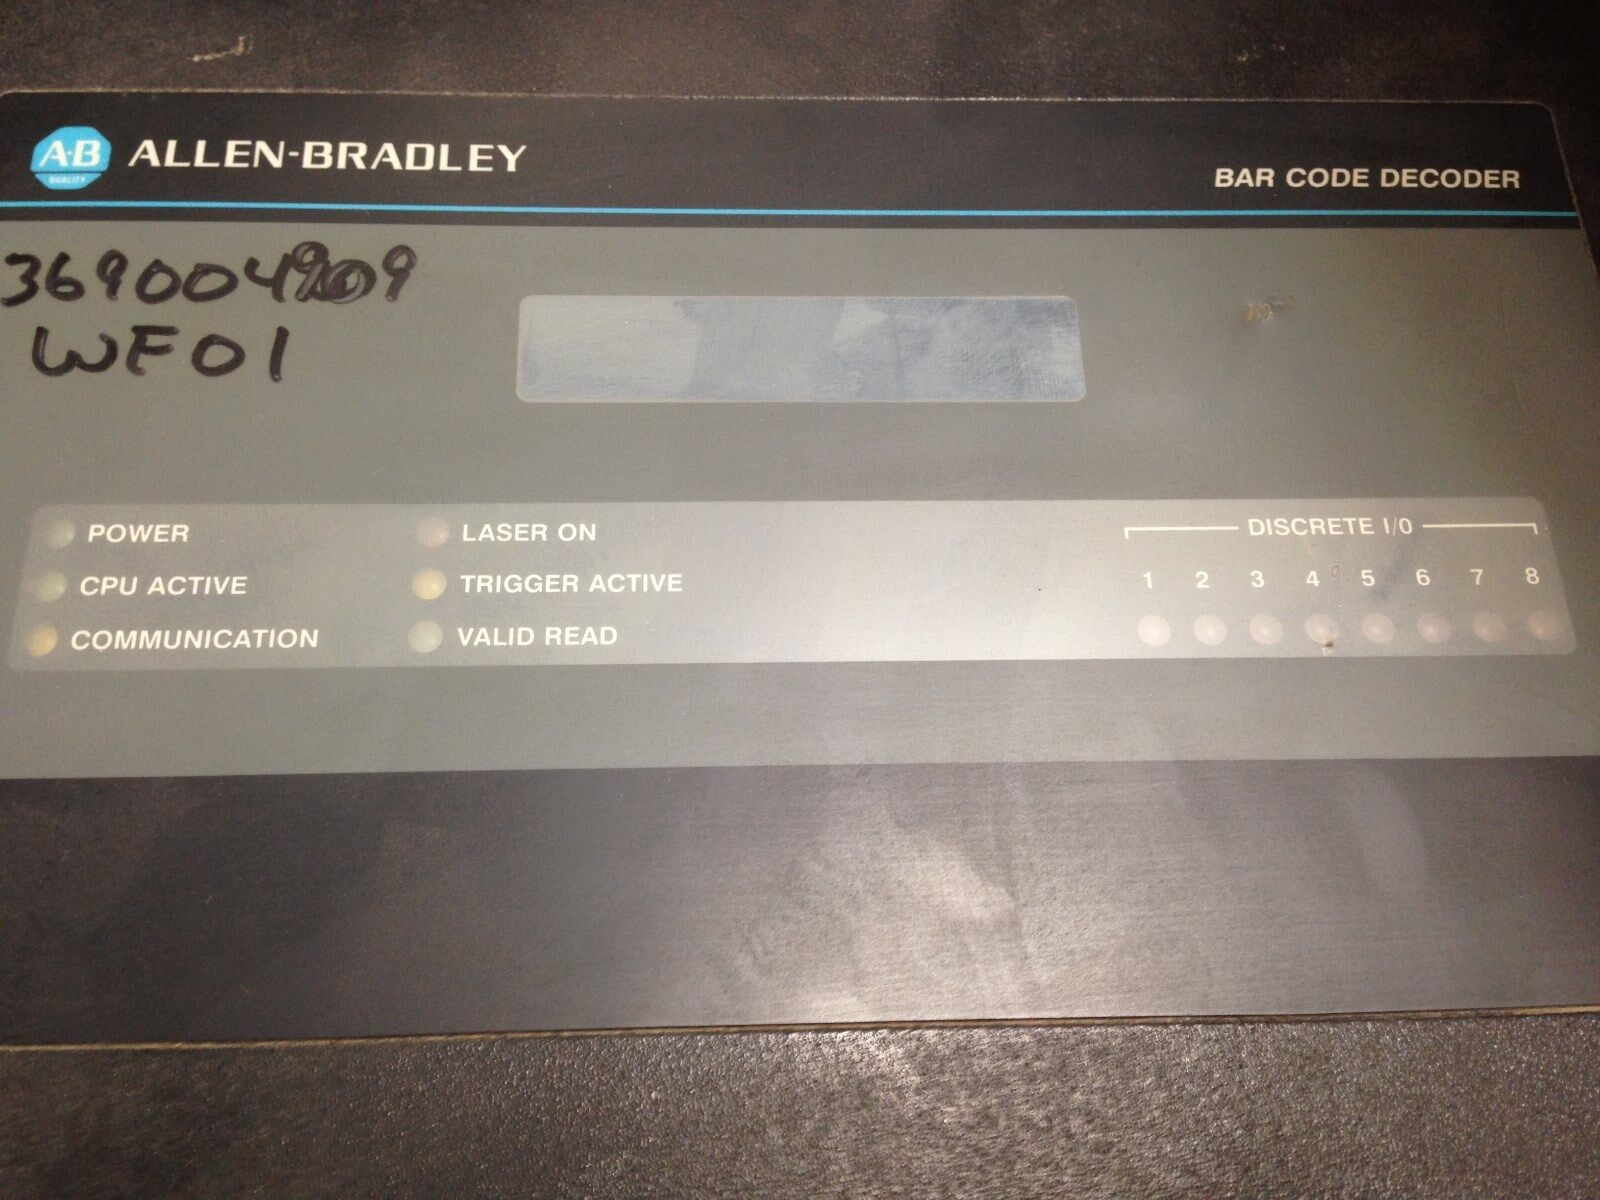 A-B
QUALITY
ALLEN-BRADLEY
BAR CODE DECODER
WF01
POWER
LASER ON
DISCRETE I/O
CPU ACTIVE
TRIGGER ACTIVE
1 2 3 4 5 6 7 8
COMMUNICATION
VALID READ